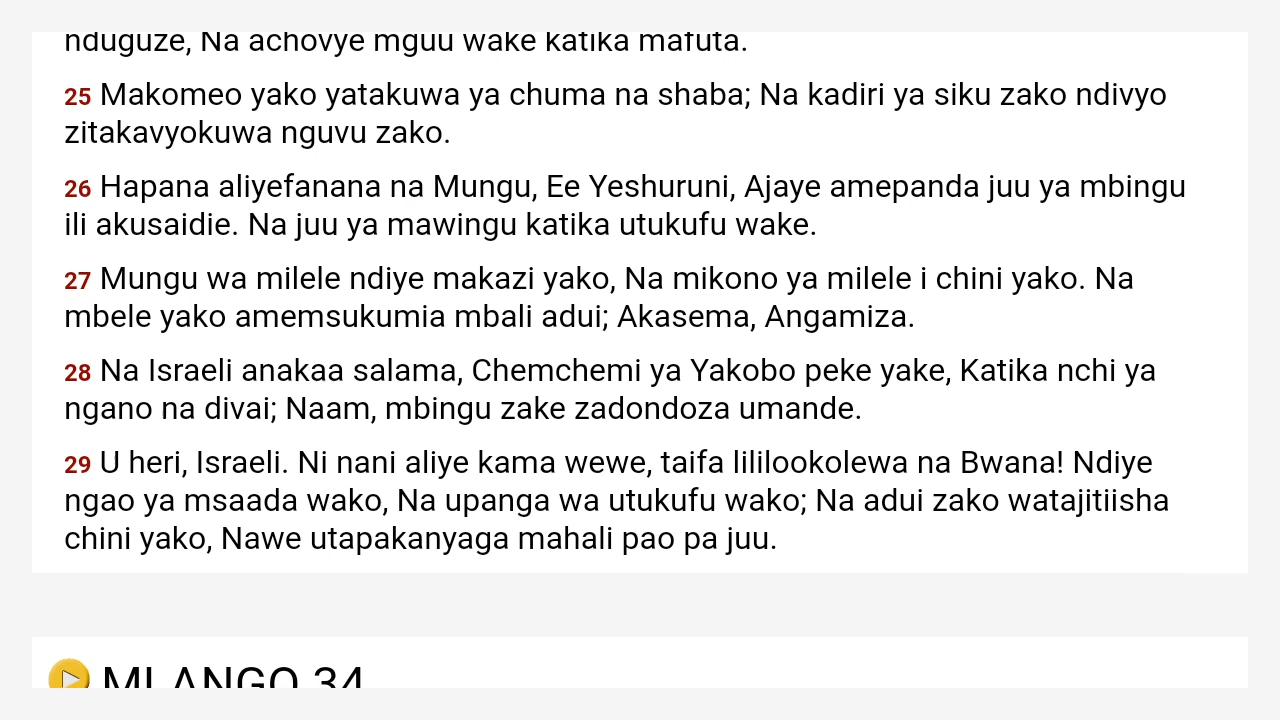 nduguze, Na achovye mguu wake katika mafuta.
25 Makomeo yako yatakuwa ya chuma na shaba; Na kadiri ya siku zako ndivyo
zitakavyokuwa nguvu zako.
26 Hapana aliyefanana na Mungu, Ee Yeshuruni, Ajaye amepanda juu ya mbingu
ili akusaidie. Na juu ya mawingu katika utukufu wake.
27 Mungu wa milele ndiye makazi yako, Na mikono ya milele i chini yako. Na
mbele yako amemsukumia mbali adui; Akasema, Angamiza.
28 Na Israeli anakaa salama, Chemchemi ya Yakobo peke yake, Katika nchi ya
ngano na divai; Naam, mbingu zake zadondoza umande.
29 U heri, Israeli. Ni nani aliye kama wewe, taifa lililookolewa na Bwana! Ndiye
ngao ya msaada wako, Na upanga wa utukufu wako; Na adui zako watajitiisha
chini yako, Nawe utapakanyaga mahali pao pa juu.
MLANGO 34